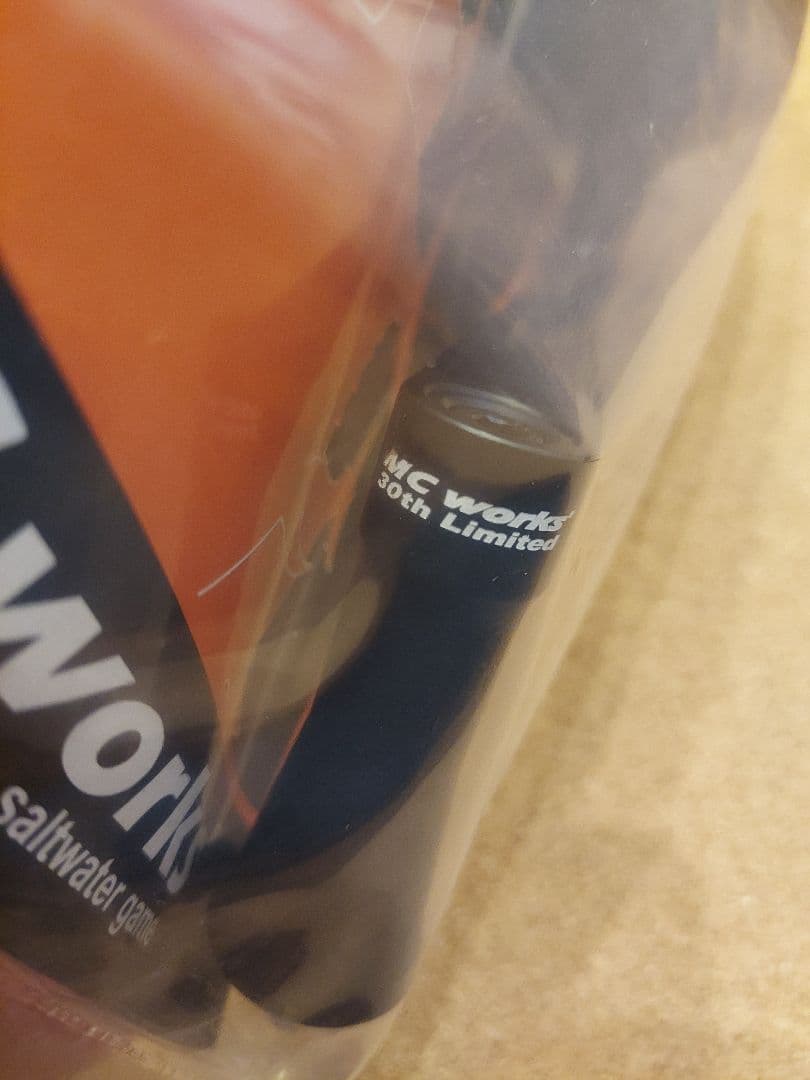 works
saltwater game
MC works'
30th Limited